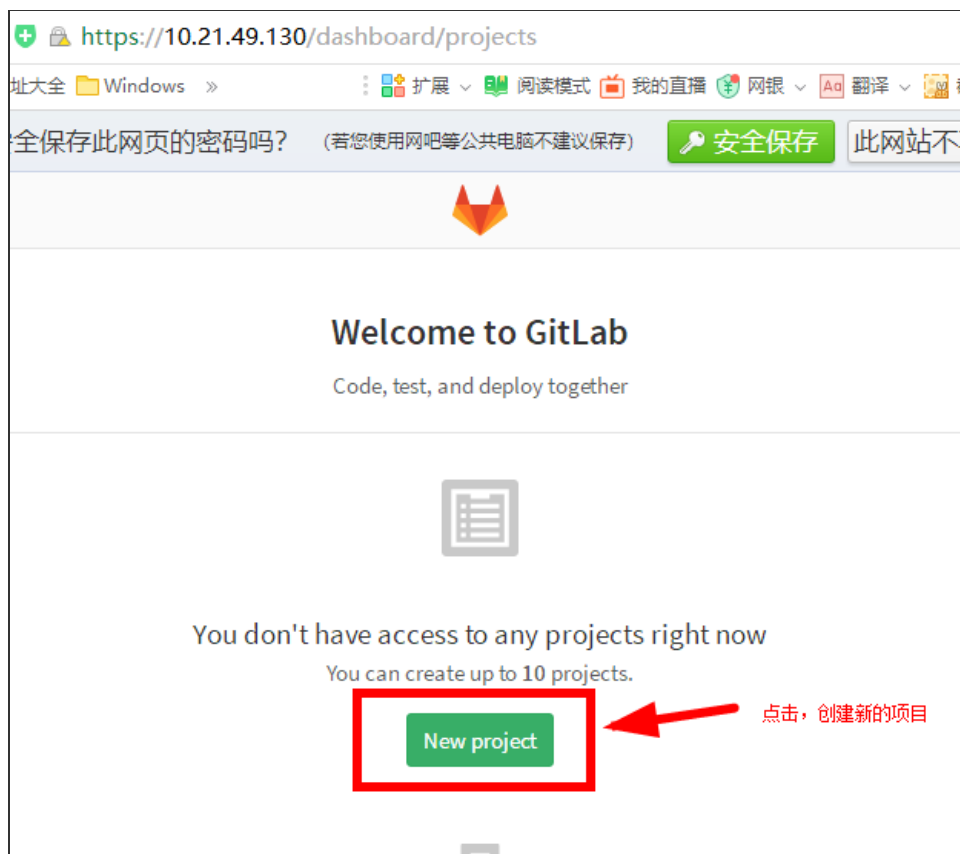 https://10.21.49.130/dashboard/projects
址大全 Windows » 扩展 阅读模式 我的直播 网银 Aa 翻译
全保存此网页的密码吗? (若您使用网吧等公共电脑不建议保存) 安全保存 此网站不
Welcome to GitLab
Code, test, and deploy together
You don't have access to any projects right now
You can create up to 10 projects.
点击，创建新的项目
New project